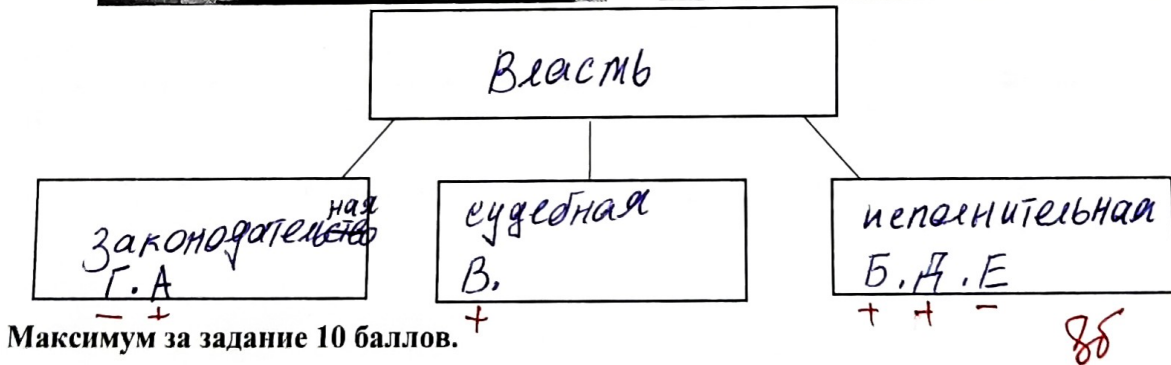 Власть
Законодательная
Г. А
- +
судебная
В.
+
исполнительная
Б. Д. Е
+ + -
Максимум за задание 10 баллов.
8б